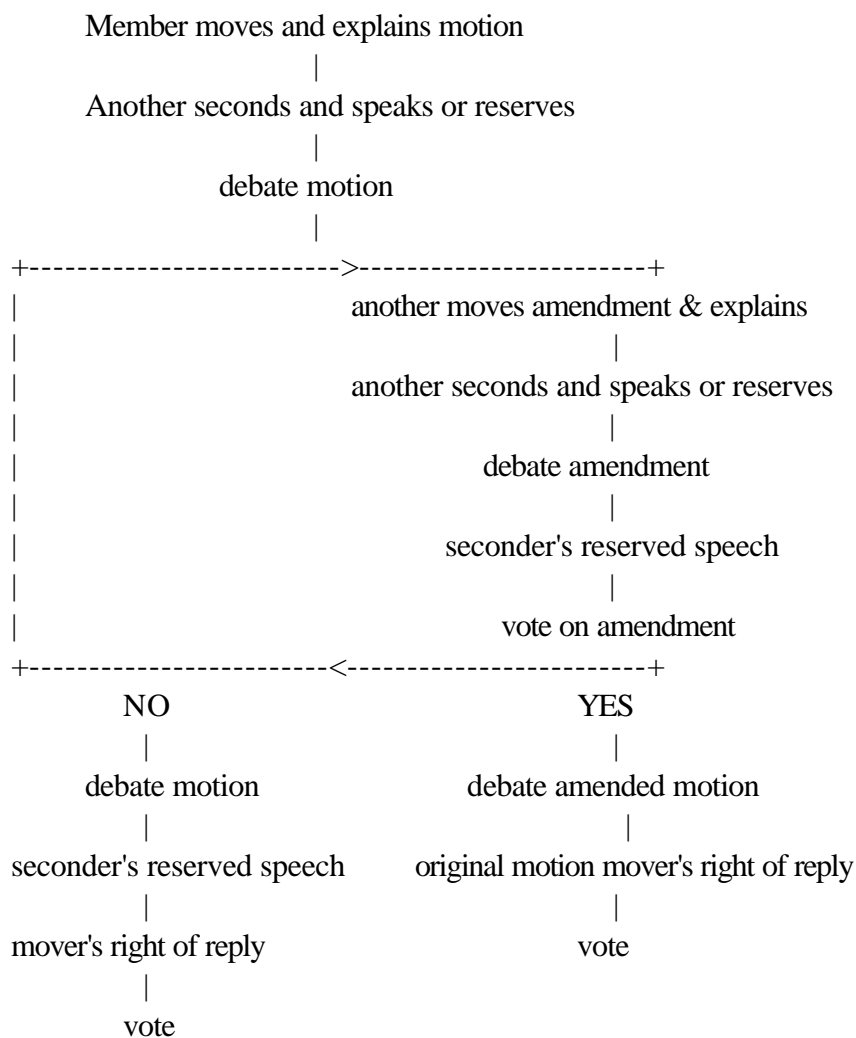 Member moves and explains motion
|
Another seconds and speaks or reserves
|
debate motion
|
+-------------------------->------------------------+
| another moves amendment & explains
| |
| another seconds and speaks or reserves
| |
| debate amendment
| |
| seconder's reserved speech
| |
| vote on amendment
+-------------------------<-------------------------+
NO YES
| |
debate motion debate amended motion
| |
seconder's reserved speech original motion mover's right of reply
| |
mover's right of reply vote
|
vote